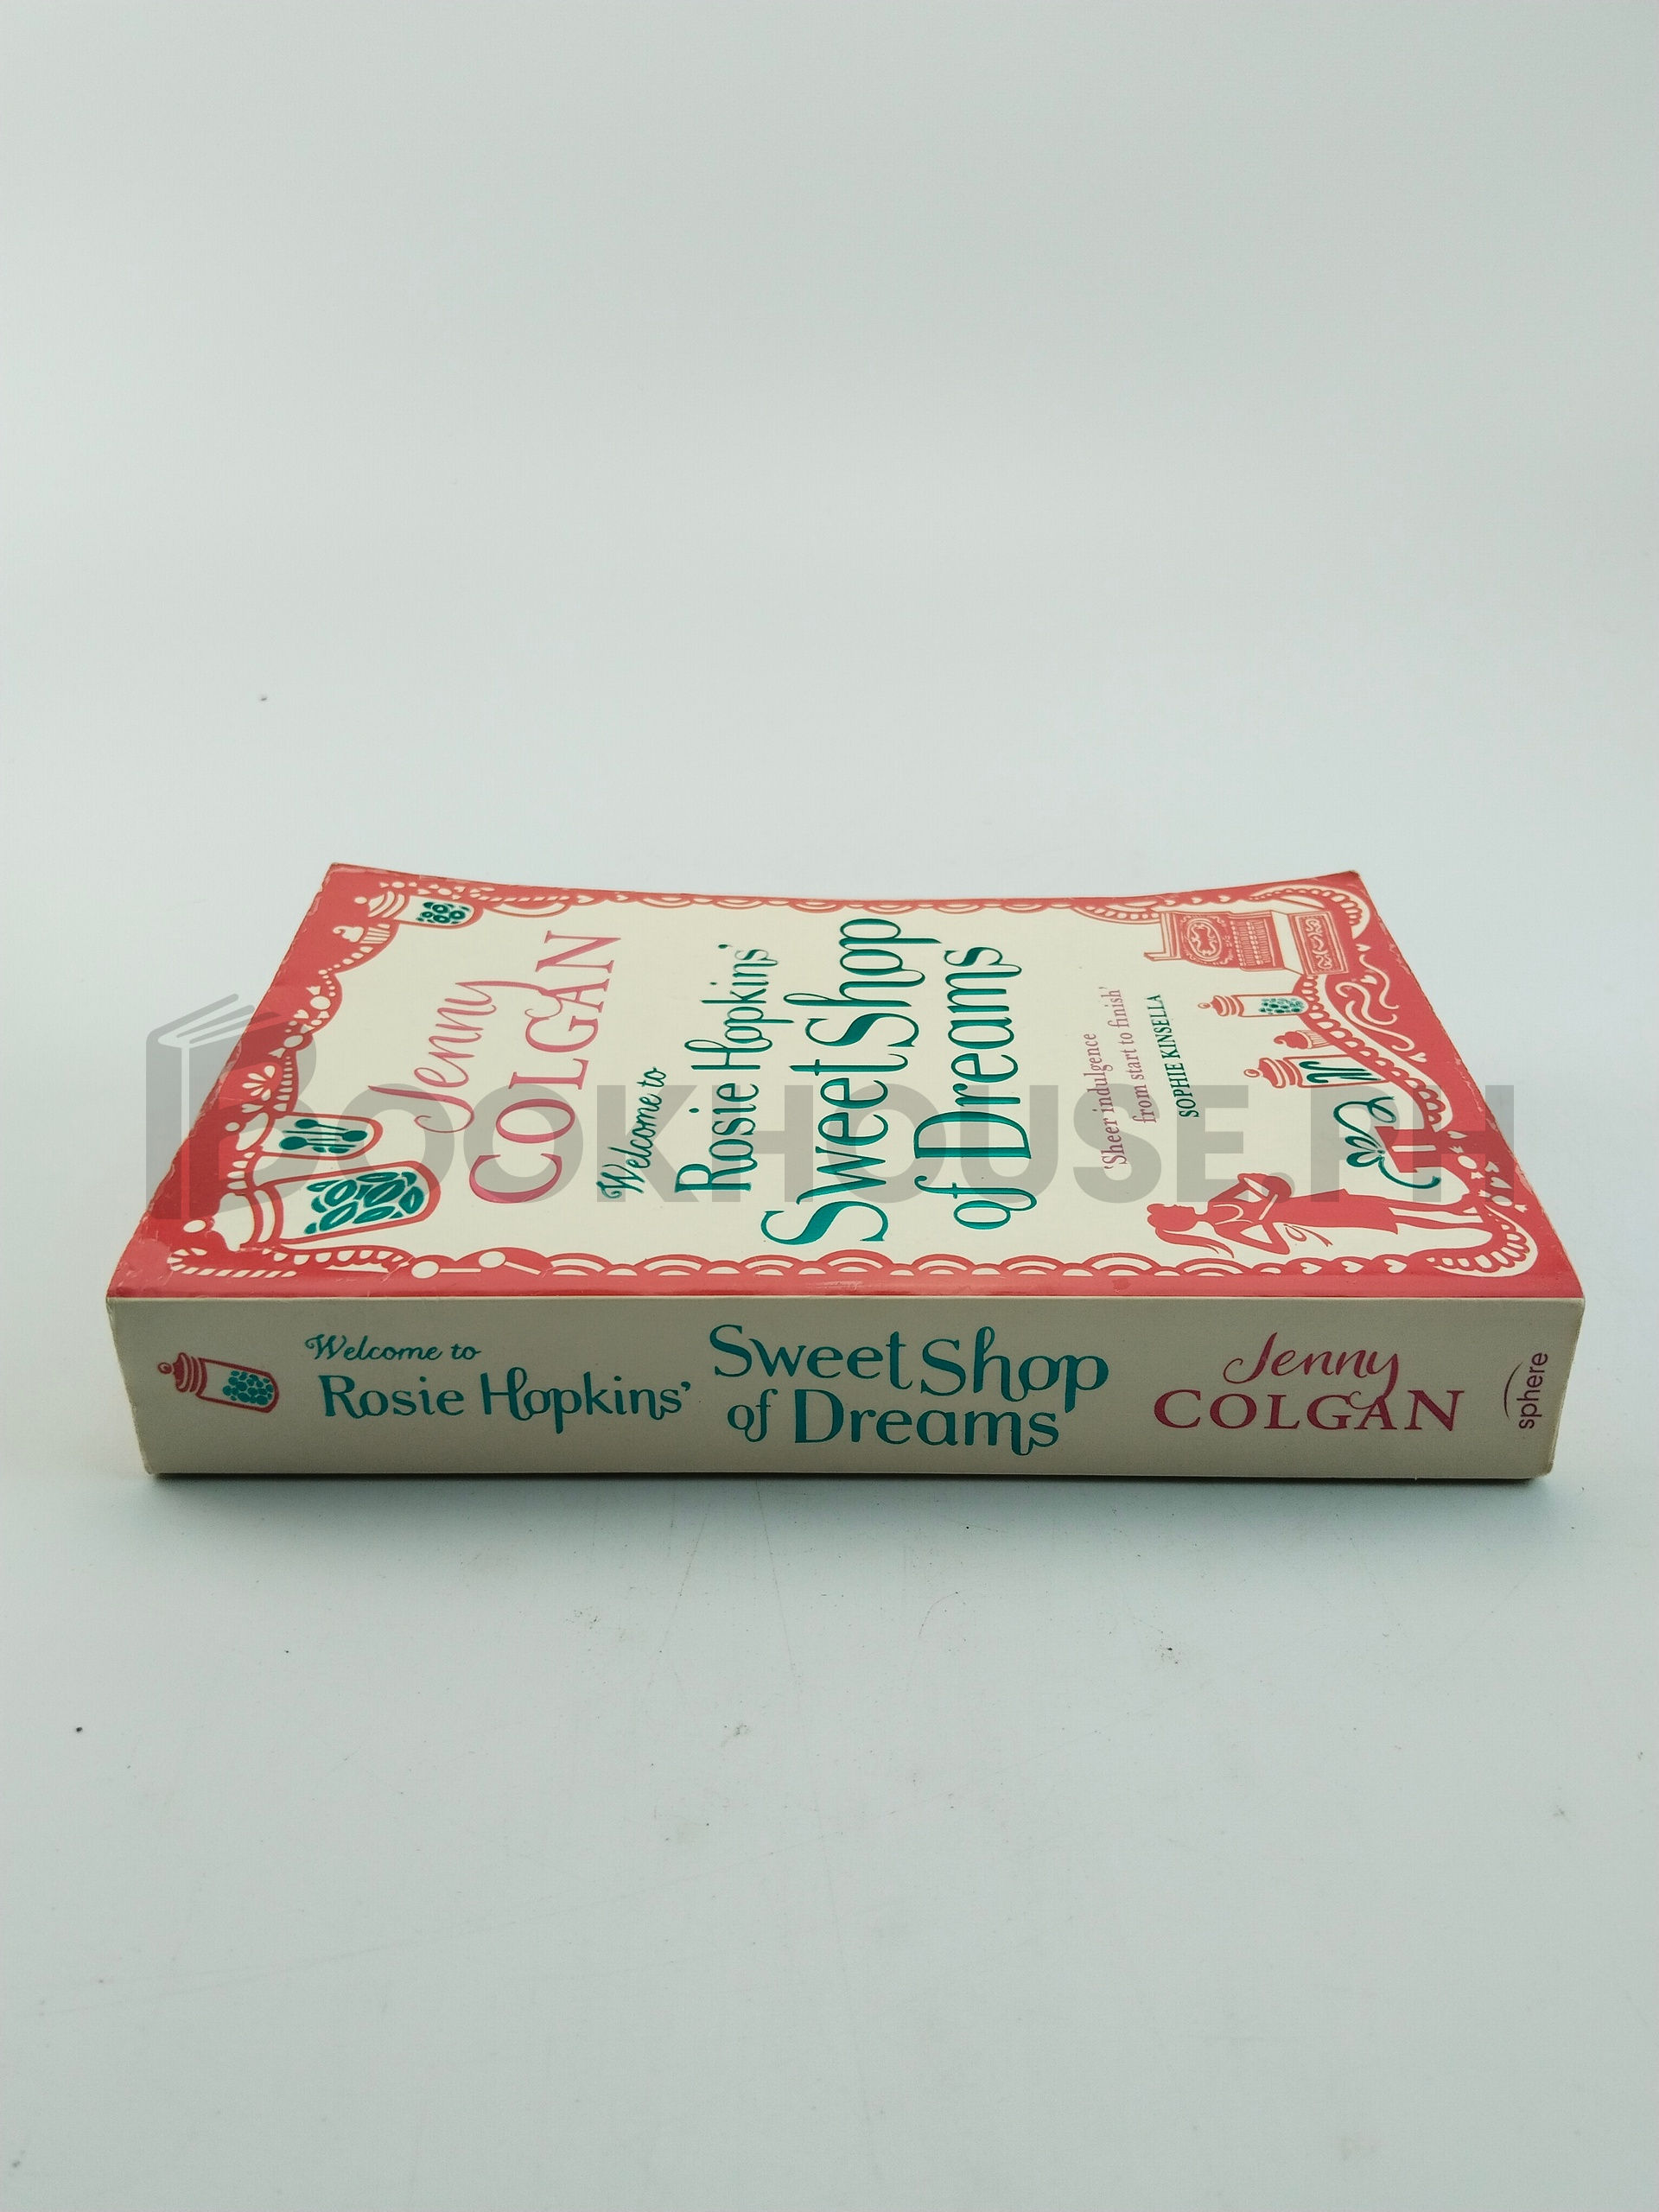 Jenny
COLGAN
Welcome to
Rosie Hopkins'
Sweet Shop
of Dreams
'Sheer indulgence
from start to finish'
SOPHIE KINSELLA
BOOKHOUSE.PH
Welcome to
Rosie Hopkins'
Sweet Shop
of Dreams
Jenny
COLGAN
sphere